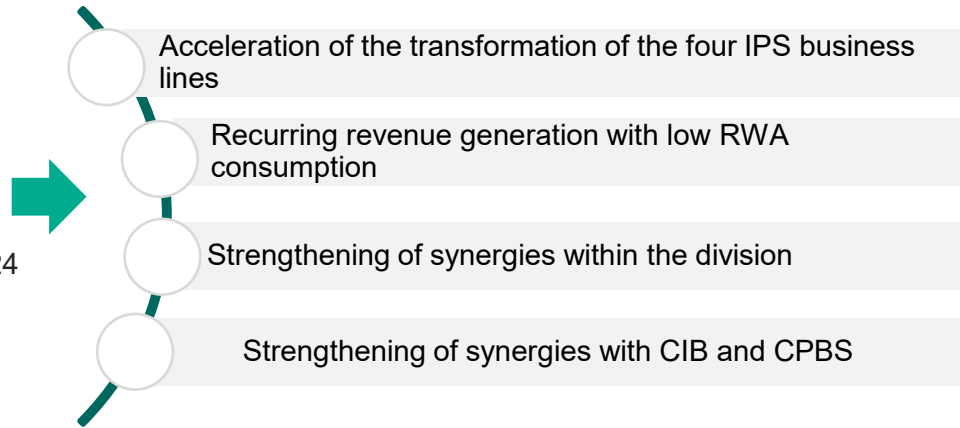 Acceleration of the transformation of the four IPS business
lines
Recurring revenue generation with low RWA
consumption
Strengthening of synergies within the division
24
Strengthening of synergies with CIB and CPBS